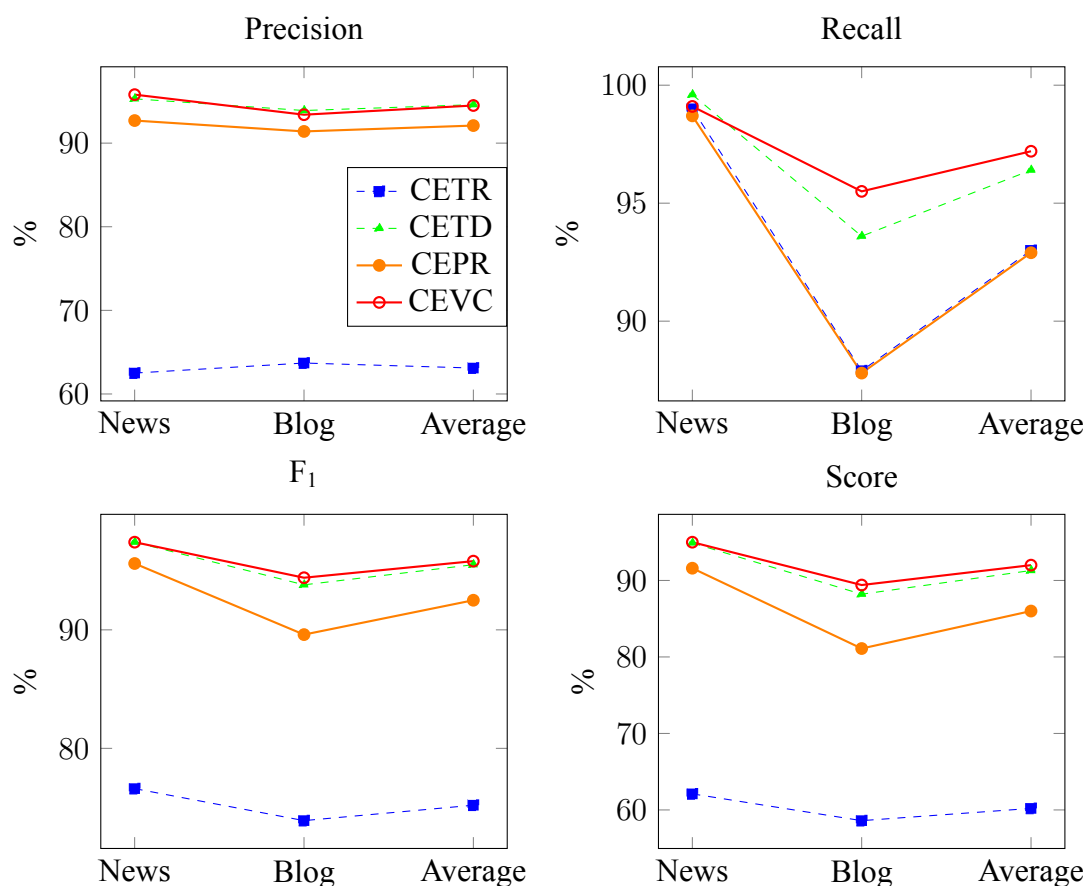 Precision
%
90
80
70
60
News Blog Average
CETR
CETD
CEPR
CEVC
Recall
%
100
95
90
News Blog Average
F₁
%
90
80
News Blog Average
Score
%
90
80
70
60
News Blog Average